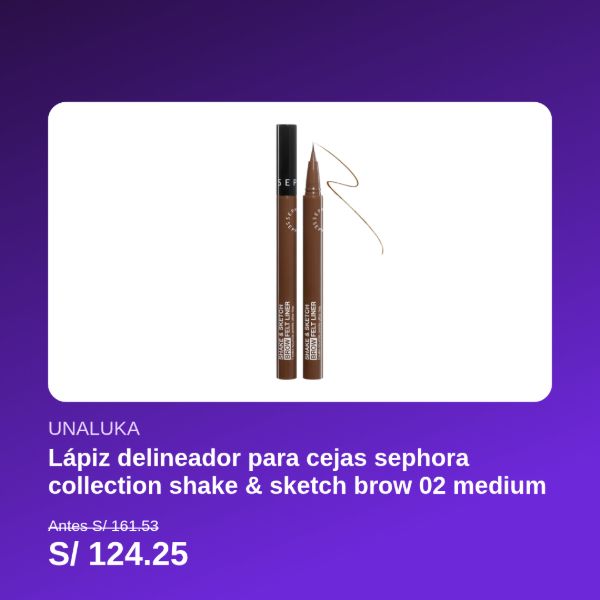 SEP
SHAKE & SKETCH
BROW FELT LINER
SHAKE & SKETCH
BROW FELT LINER
UNALUKA
Lápiz delineador para cejas sephora
collection shake & sketch brow 02 medium
Antes S/ 161.53
S/ 124.25